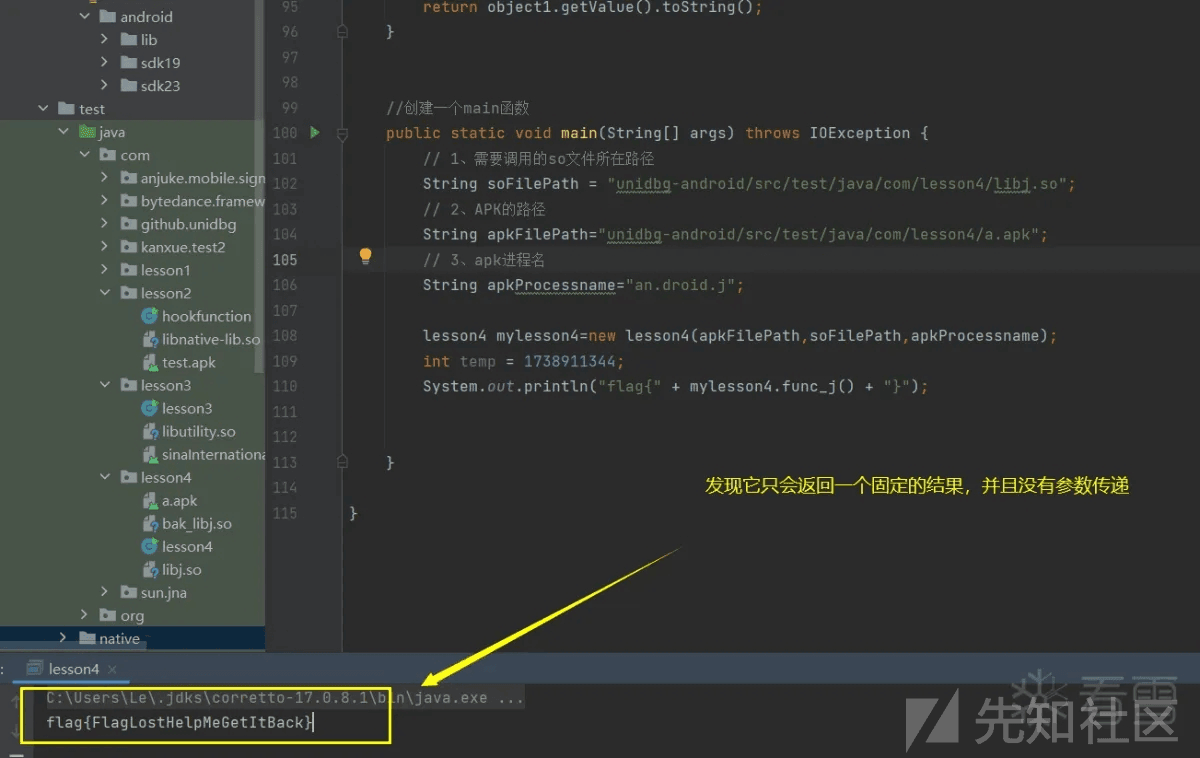 android
lib
sdk19
sdk23
test
java
com
anjuke.mobile.sign
bytedance.framew
github.unidbg
kanxue.test2
lesson1
lesson2
hookfunction
libnative-lib.so
test.apk
lesson3
lesson3
libutility.so
sinaInternationa
lesson4
a.apk
bak_libj.so
lesson4
libj.so
sun.jna
org
native
95 return object1.getValue().toString();
96 }
97
98
99 //创建一个main函数
100 public static void main(String[] args) throws IOException {
101 // 1、需要调用的so文件所在路径
102 String soFilePath = "unidbg-android/src/test/java/com/lesson4/libj.so";
103 // 2、APK的路径
104 String apkFilePath="unidbg-android/src/test/java/com/lesson4/a.apk";
105 // 3、apk进程名
106 String apkProcessname="an.droid.j";
107
108 lesson4 mylesson4=new lesson4(apkFilePath,soFilePath,apkProcessname);
109 int temp = 1738911344;
110 System.out.println("flag{" + mylesson4.func_j() + "}");
111
112
113 }
114
115 }
发现它只会返回一个固定的结果，并且没有参数传递
: lesson4 ×
C:\Users\Le\.jdks\corretto-17.0.8.1\bin\java.exe ...
flag{FlagLostHelpMeGetItBack}
看雪
先知社区